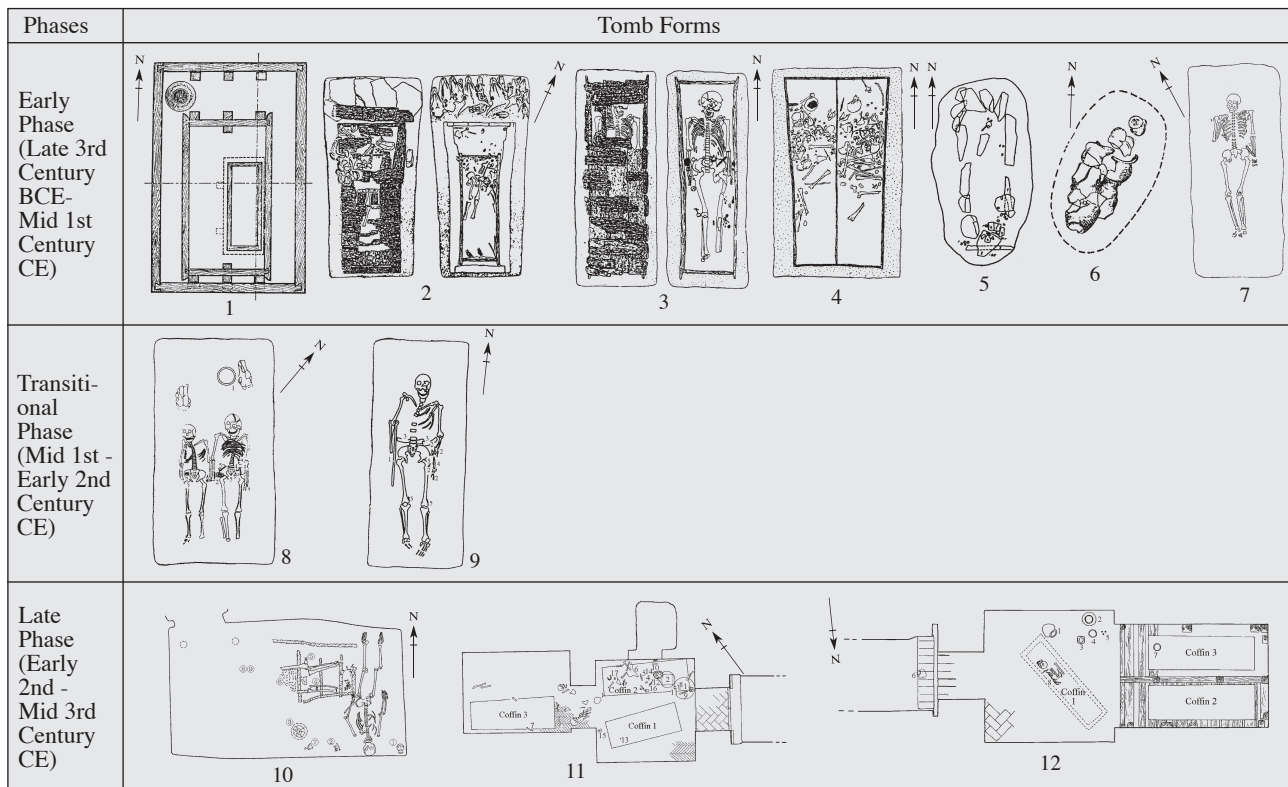 Phases
Tomb Forms
Early
Phase
(Late 3rd
Century
BCE-
Mid 1st
Century
CE)
N
N
N
N
N
N
N
1
2
3
4
5
6
7
Transiti-
onal
Phase
(Mid 1st -
Early 2nd
Century
CE)
N
N
8
9
Late
Phase
(Early
2nd -
Mid 3rd
Century
CE)
N
N
N
Coffin 3
Coffin 2
Coffin 1
Coffin 1
Coffin 3
Coffin 2
10
11
12